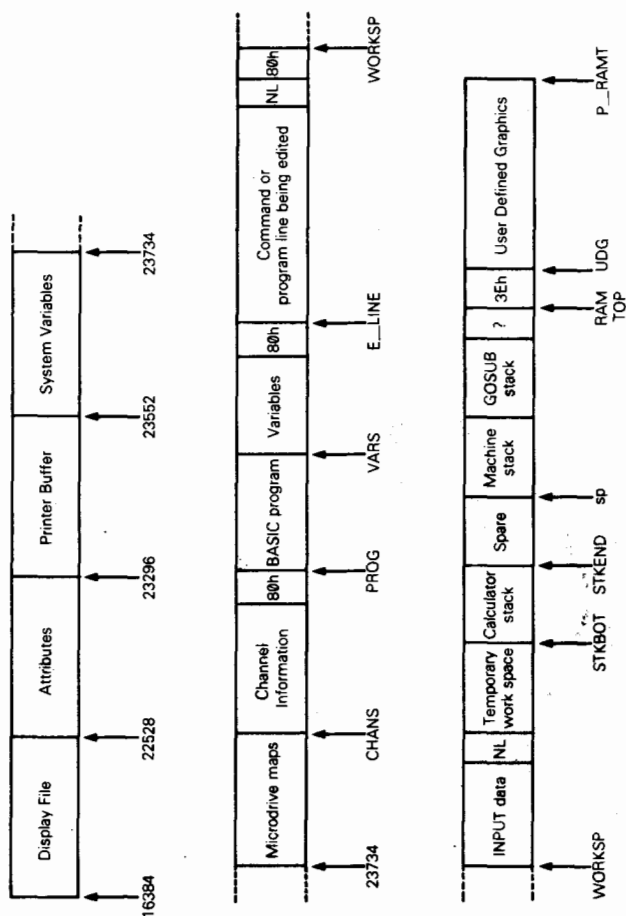 Display File
Attributes
Printer Buffer
System Variables
16384
22528
23296
23552
23734
Microdrive maps
Channel
Information
80h
BASIC program
Variables
80h
Command or
program line being edited
NL
80h
23734
CHANS
PROG
VARS
E__LINE
WORKSP
INPUT data
NL
Temporary
work space
Calculator
stack
Spare
Machine
stack
GOSUB
stack
?
3Eh
User Defined Graphics
WORKSP
STKBOT
STKEND
sp
RAM
TOP
UDG
P__RAMT